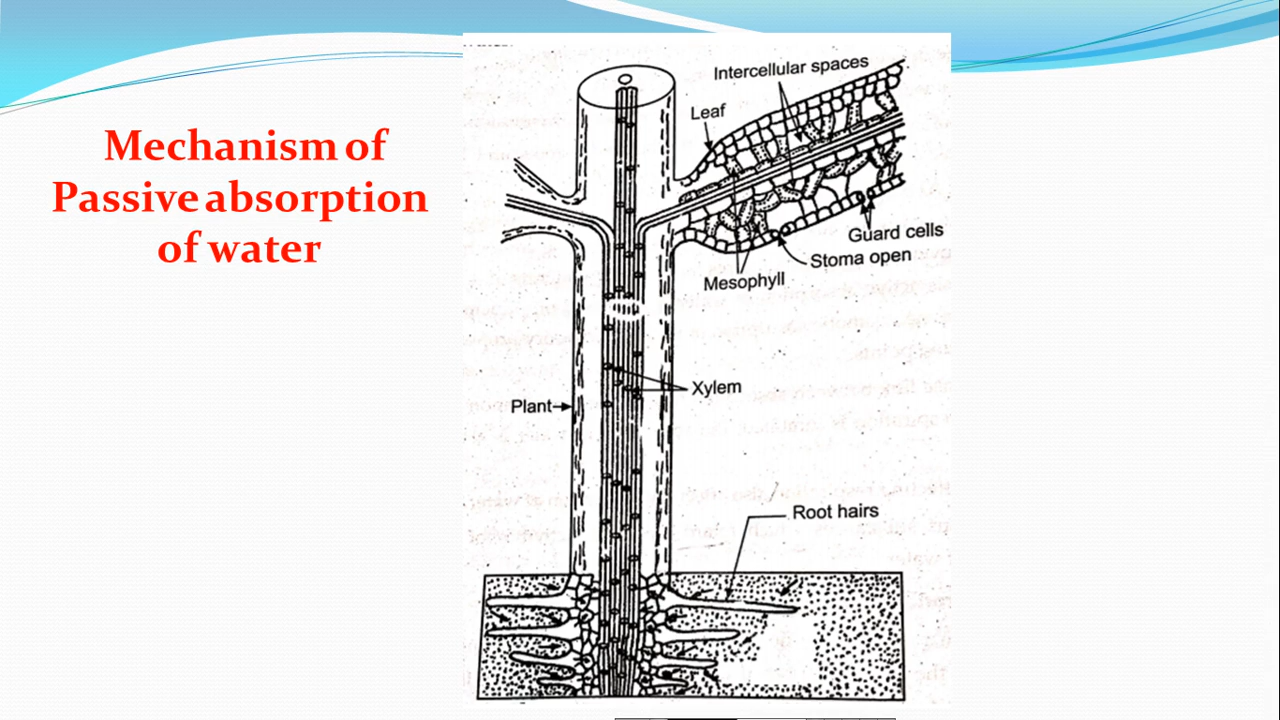 Mechanism of
Passive absorption
of water
Intercellular spaces
Leaf
Guard cells
Stoma open
Mesophyll
Xylem
Plant
Root hairs